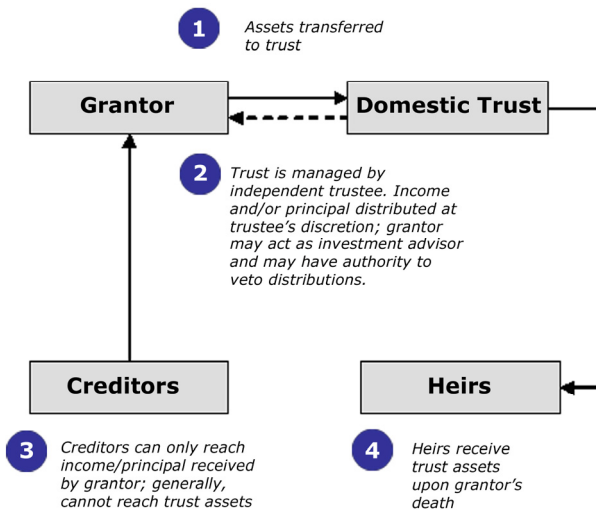 1
Assets transferred
to trust
Grantor
Domestic Trust
2
Trust is managed by
independent trustee. Income
and/or principal distributed at
trustee's discretion; grantor
may act as investment advisor
and may have authority to
veto distributions.
Creditors
Heirs
3
Creditors can only reach
income/principal received
by grantor; generally,
cannot reach trust assets
4
Heirs receive
trust assets
upon grantor's
death